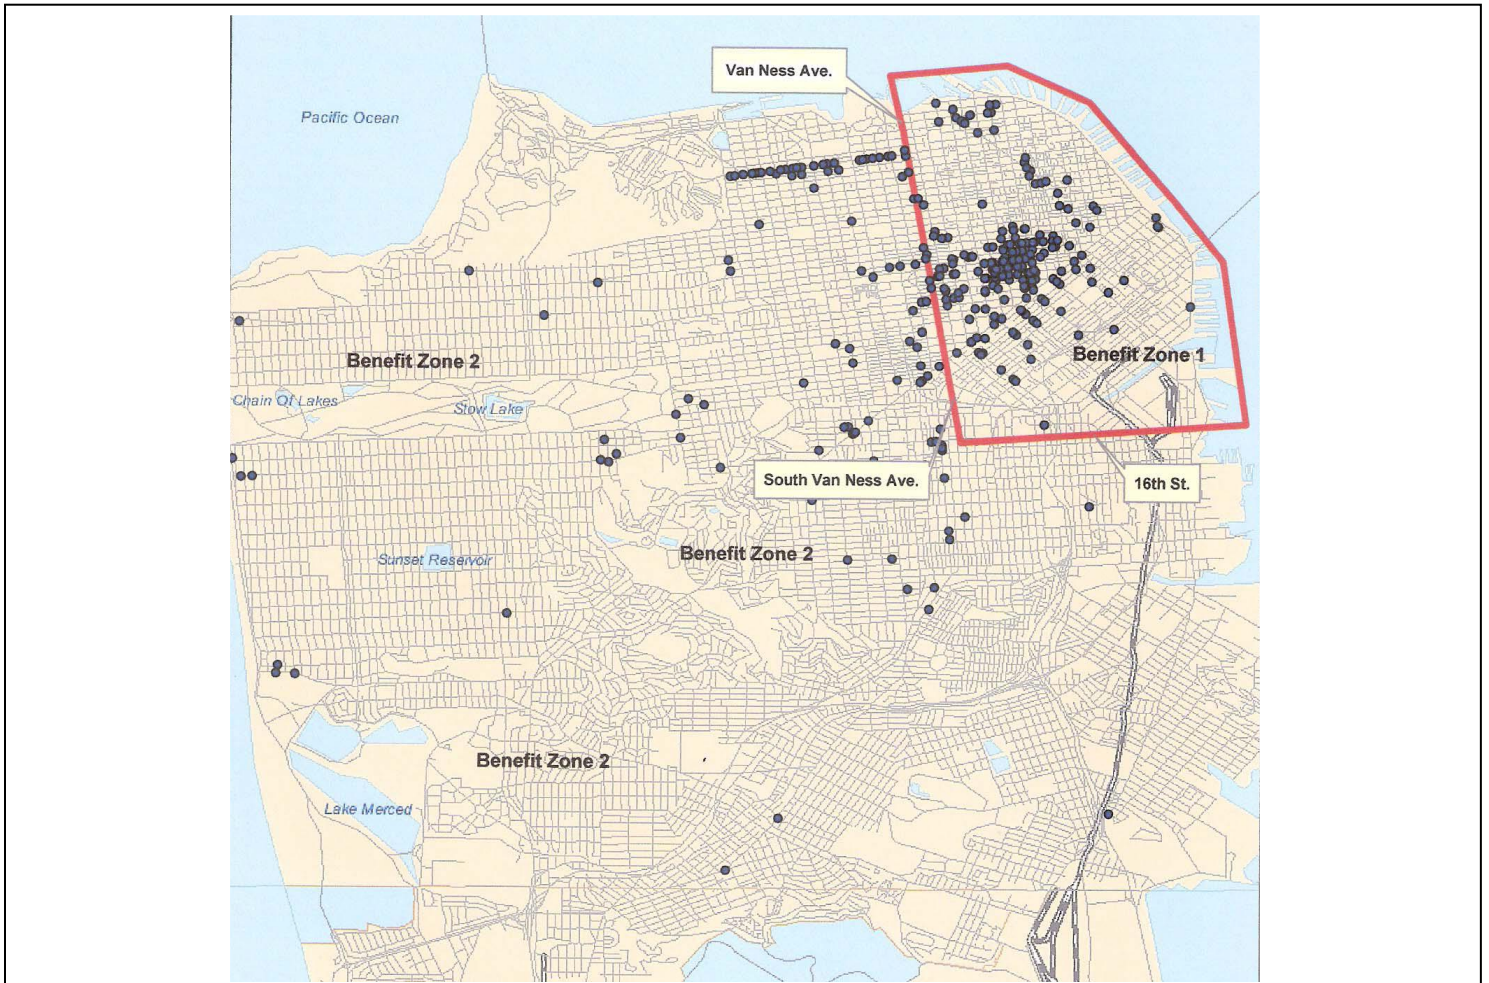 Van Ness Ave.
Pacific Ocean
Benefit Zone 1
Benefit Zone 2
Chain Of Lakes
Stow Lake
South Van Ness Ave.
16th St.
Benefit Zone 2
Sunset Reservoir
Benefit Zone 2
Lake Merced